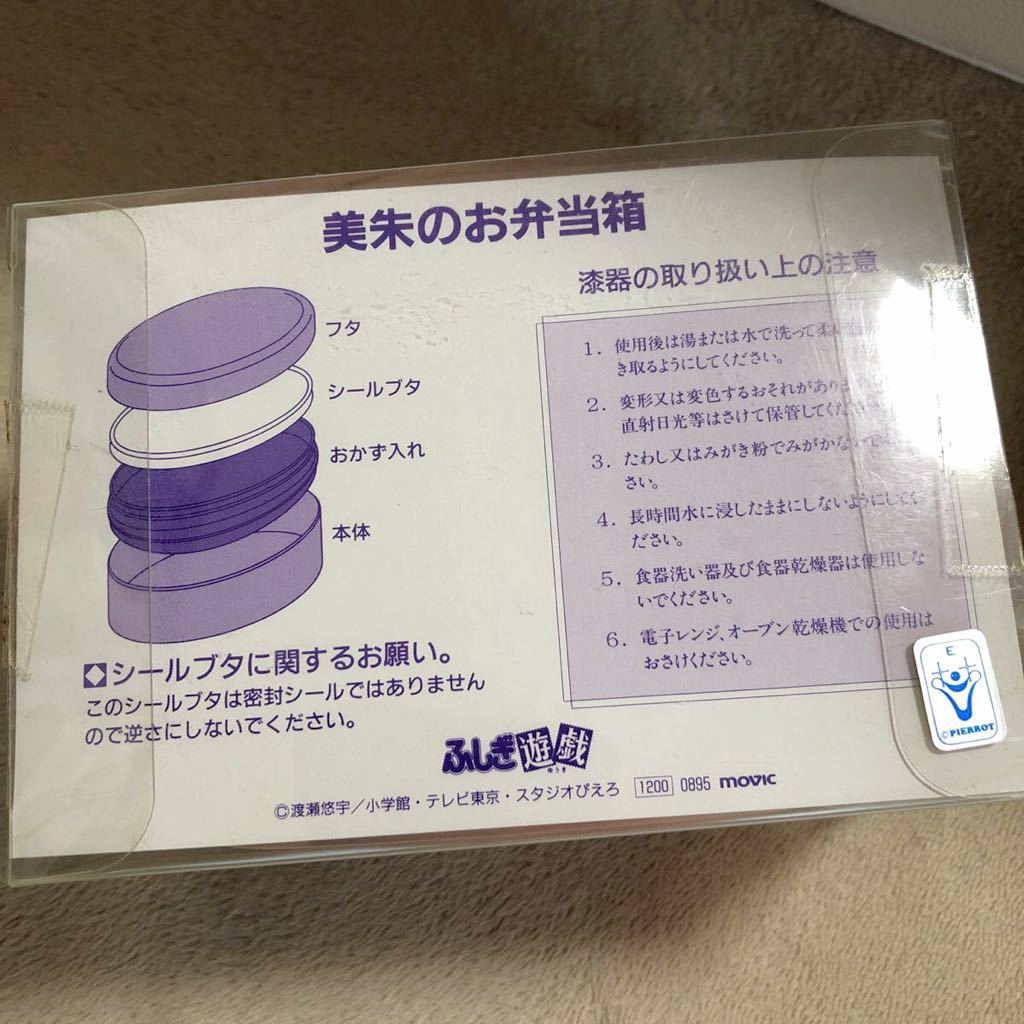 美朱のお弁当箱
フタ
シールブタ
おかず入れ
本体
◆シールブタに関するお願い。
このシールブタは密封シールではありません
ので逆さにしないでください。
漆器の取り扱い上の注意
1. 使用後は湯または水で洗って柔
き取るようにしてください。
2. 変形又は変色するおそれがあり
直射日光等はさけて保管してください。
3. たわし又はみがき粉でみがかないでくだ
さい。
4. 長時間水に浸したままにしないようにしてく
ださい。
5. 食器洗い器及び食器乾燥器は使用しな
いでください。
6. 電子レンジ、オーブン乾燥機での使用は
おさけください。
ふしぎ遊戯
ゆうぎ
©渡瀬悠宇/小学館・テレビ東京・スタジオぴえろ 1200 0895 movic
E
©PIERROT